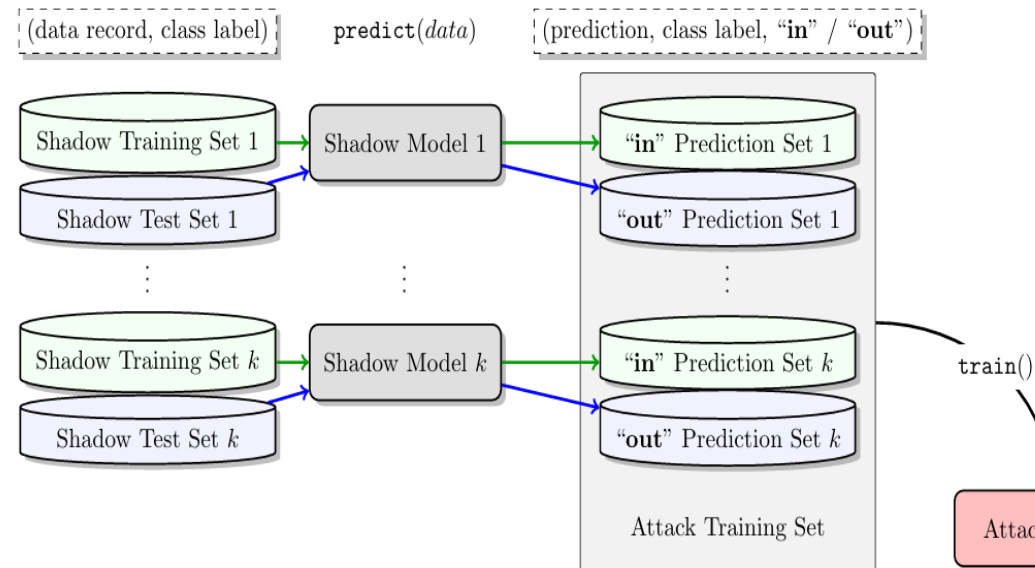 (data record, class label)
predict(data)
(prediction, class label, “in” / “out”)
Shadow Training Set 1
Shadow Model 1
“in” Prediction Set 1
Shadow Test Set 1
“out” Prediction Set 1
Shadow Training Set k
Shadow Model k
“in” Prediction Set k
train()
Shadow Test Set k
“out” Prediction Set k
Attack Training Set